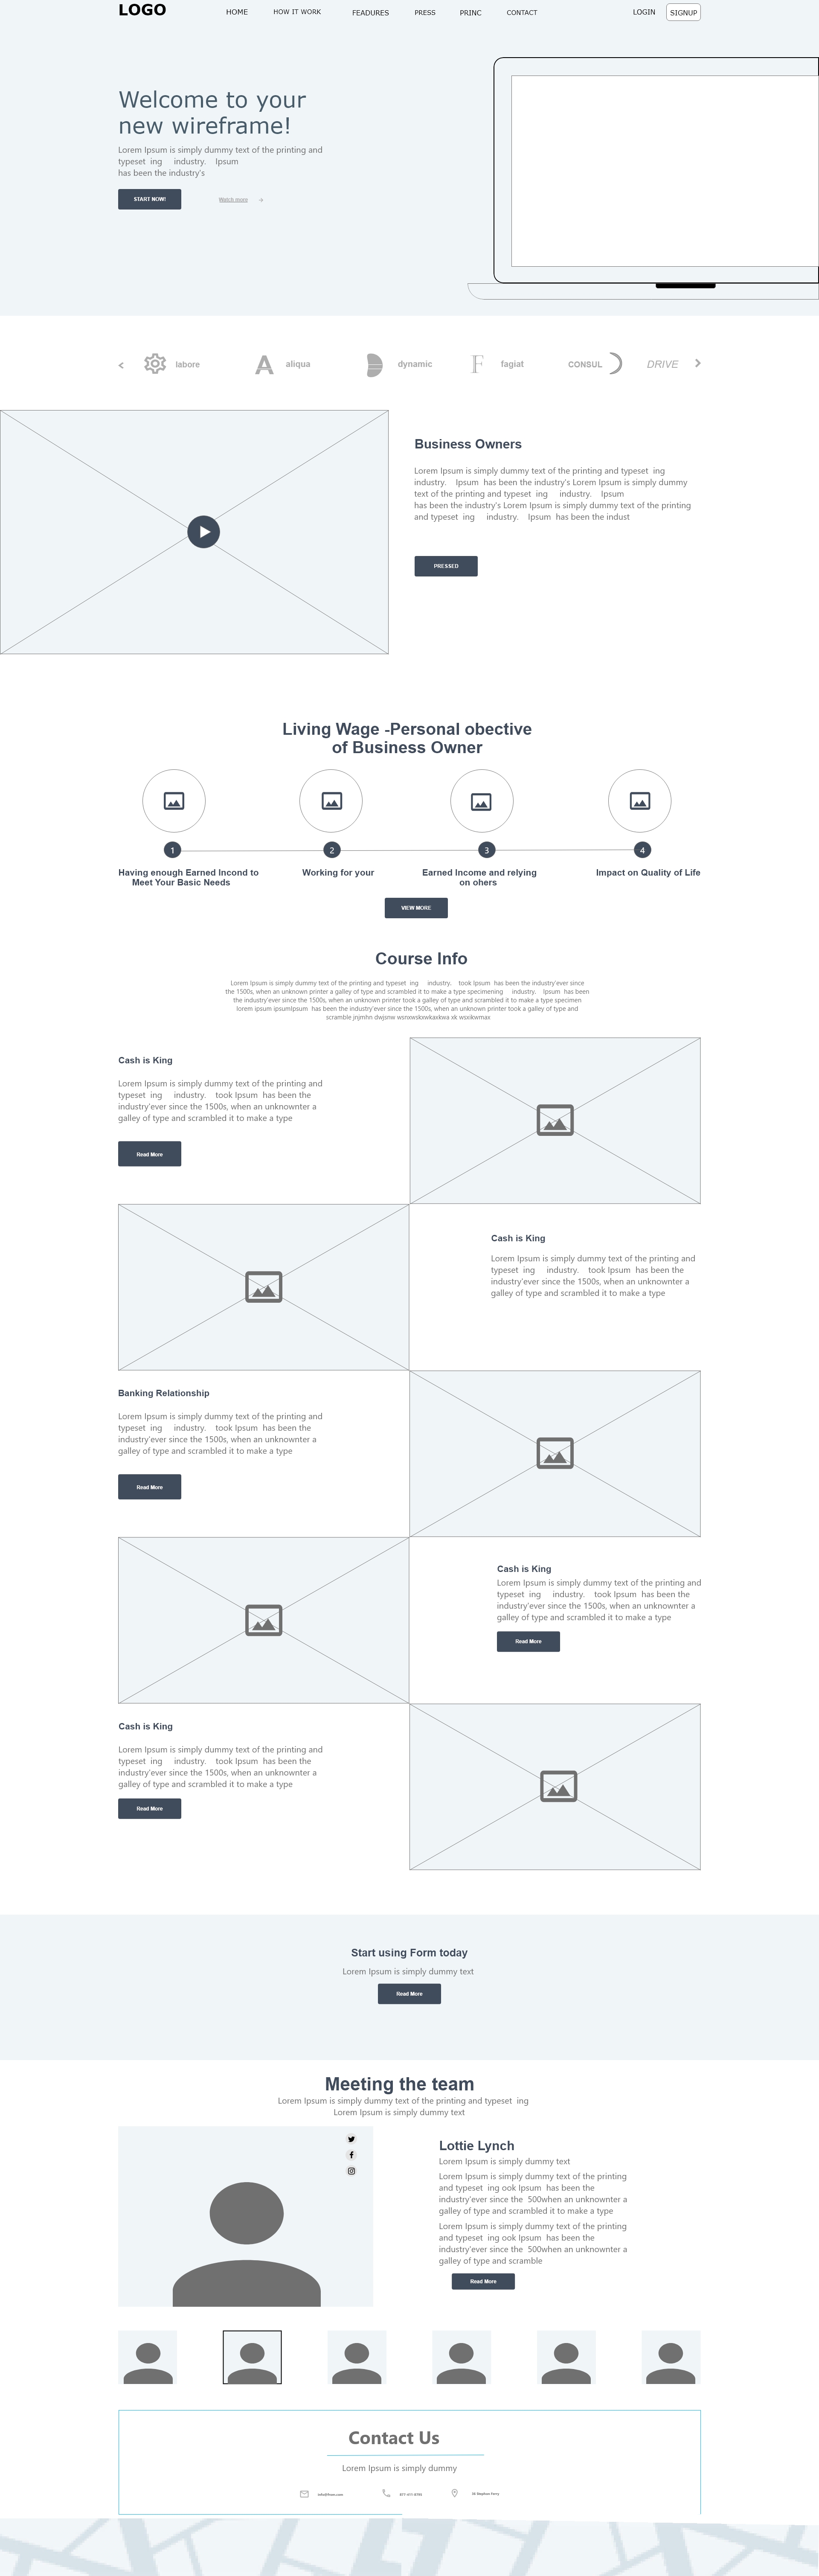 LOGO
HOME
HOW IT WORK
FEADURES
PRESS
PRINC
CONTACT
LOGIN
SIGNUP
Welcome to your
new wireframe!
Lorem Ipsum is simply dummy text of the printing and
typeset ing industry. Ipsum
has been the industry's
START NOW!
Watch more
labore
A
aliqua
dynamic
F
fagiat
CONSUL
DRIVE
Business Owners
Lorem Ipsum is simply dummy text of the printing and typeset ing
industry. Ipsum has been the industry's Lorem Ipsum is simply dummy
text of the printing and typeset ing industry. Ipsum
has been the industry's Lorem Ipsum is simply dummy text of the printing
and typeset ing industry. Ipsum has been the indust
PRESSED
Living Wage -Personal obective
of Business Owner
1
2
3
4
Having enough Earned Incond to
Meet Your Basic Needs
Working for your
Earned Income and relying
on ohers
Impact on Quality of Life
VIEW MORE
Course Info
Lorem Ipsum is simply dummy text of the printing and typeset ing industry. took Ipsum has been the industry'ever since
the 1500s, when an unknown printer a galley of type and scrambled it to make a type specimening industry. Ipsum has been
the industry'ever since the 1500s, when an unknown printer took a galley of type and scrambled it to make a type specimen
lorem ipsum ipsumIpsum has been the industry'ever since the 1500s, when an unknown printer took a galley of type and
scramble jnjmhn dwjsnw wsnxwskxwkaskwa xk wsxikwmax
Cash is King
Lorem Ipsum is simply dummy text of the printing and
typeset ing industry. took Ipsum has been the
industry'ever since the 1500s, when an unknownter a
galley of type and scrambled it to make a type
Read More
Cash is King
Lorem Ipsum is simply dummy text of the printing and
typeset ing industry. took Ipsum has been the
industry'ever since the 1500s, when an unknownter a
galley of type and scrambled it to make a type
Banking Relationship
Lorem Ipsum is simply dummy text of the printing and
typeset ing industry. took Ipsum has been the
industry'ever since the 1500s, when an unknownter a
galley of type and scrambled it to make a type
Read More
Cash is King
Lorem Ipsum is simply dummy text of the printing and
typeset ing industry. took Ipsum has been the
industry'ever since the 1500s, when an unknownter a
galley of type and scrambled it to make a type
Read More
Cash is King
Lorem Ipsum is simply dummy text of the printing and
typeset ing industry. took Ipsum has been the
industry'ever since the 1500s, when an unknownter a
galley of type and scrambled it to make a type
Read More
Start using Form today
Lorem Ipsum is simply dummy text
Read More
Meeting the team
Lorem Ipsum is simply dummy text of the printing and typeset ing
Lorem Ipsum is simply dummy text
Lottie Lynch
Lorem Ipsum is simply dummy text
Lorem Ipsum is simply dummy text of the printing
and typeset ing ook Ipsum has been the
industry'ever since the 500when an unknownter a
galley of type and scrambled it to make a type
Lorem Ipsum is simply dummy text of the printing
and typeset ing ook Ipsum has been the
industry'ever since the 500when an unknownter a
galley of type and scramble
Read More
Contact Us
Lorem Ipsum is simply dummy